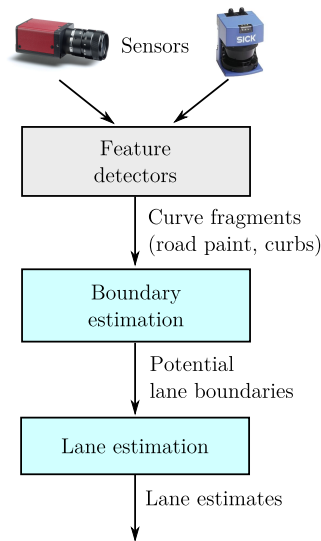 Sensors
SICK
Feature
detectors
Curve fragments
(road paint, curbs)
Boundary
estimation
Potential
lane boundaries
Lane estimation
Lane estimates